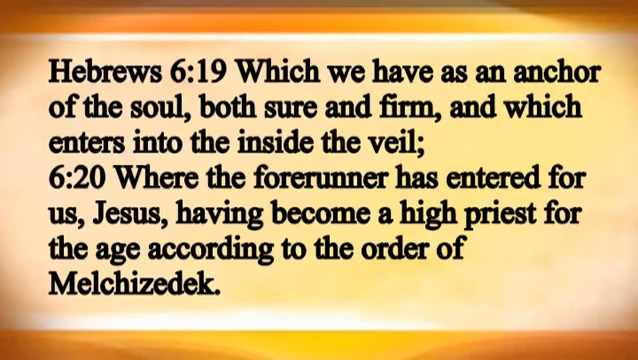 Hebrews 6:19 Which we have as an anchor
of the soul, both sure and firm, and which
enters into the inside the veil;
6:20 Where the forerunner has entered for
us, Jesus, having become a high priest for
the age according to the order of
Melchizedek.